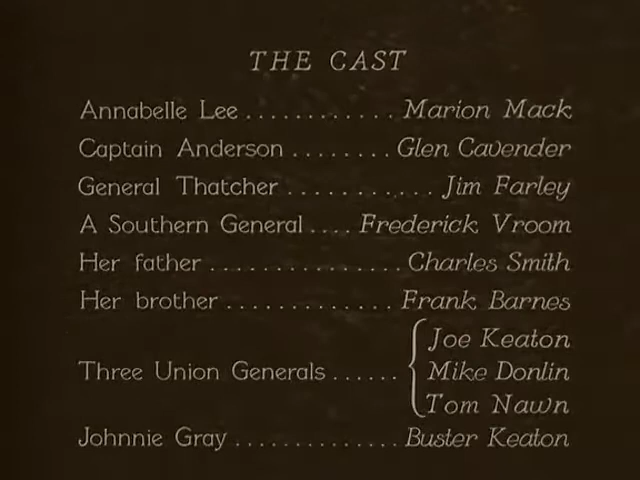 THE CAST
Annabelle Lee . . . . . . . . . . . . Marion Mack
Captain Anderson . . . . . . . . Glen Cavender
General Thatcher . . . . . . . . . . . . Jim Farley
A Southern General . . . . Frederick Vroom
Her father . . . . . . . . . . . . . . . Charles Smith
Her brother . . . . . . . . . . . . . Frank Barnes
Joe Keaton
Three Union Generals . . . . . . Mike Donlin
Tom Nawn
Johnnie Gray . . . . . . . . . . . . . Buster Keaton